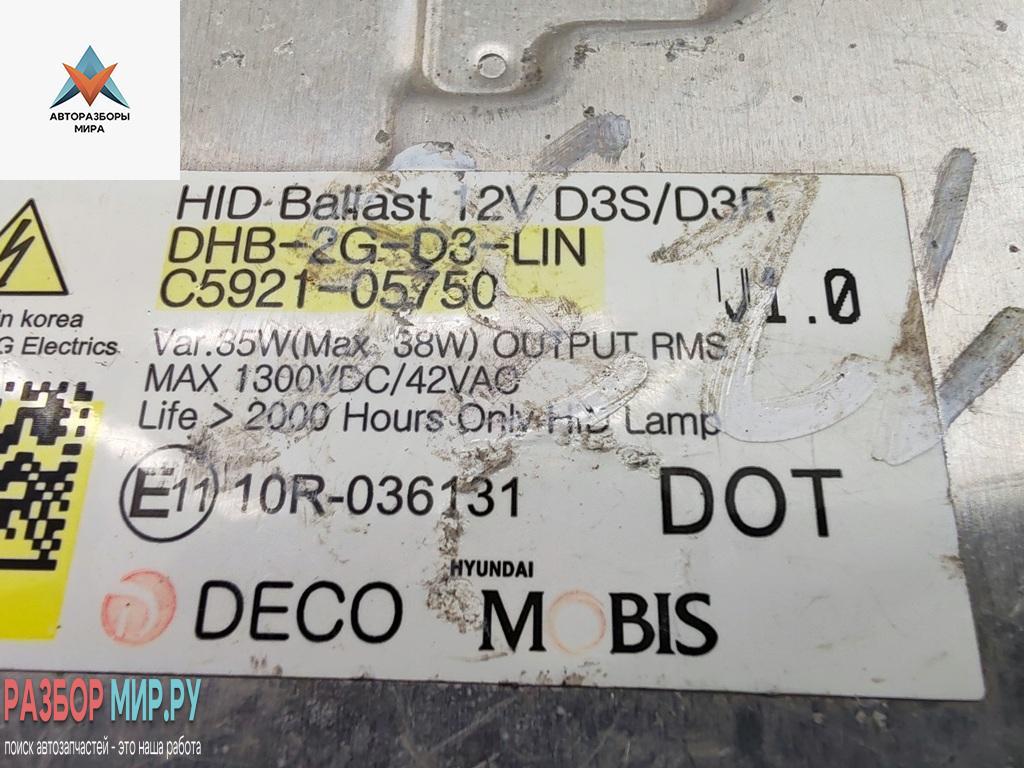 АВТОРАЗБОРЫ
МИРА
HID Ballast 12V D3S/D3R
DHB-2G-D3-LIN
C5921-05750
V1.0
in korea
G Electrics
Var.35W(Max. 38W) OUTPUT RMS
MAX 1300VDC/42VAC
Life > 2000 Hours Only HID Lamp
E11 10R-036131
DOT
DECO
HYUNDAI
MOBIS
РАЗБОР МИР.РУ
поиск автозапчастей - это наша работа